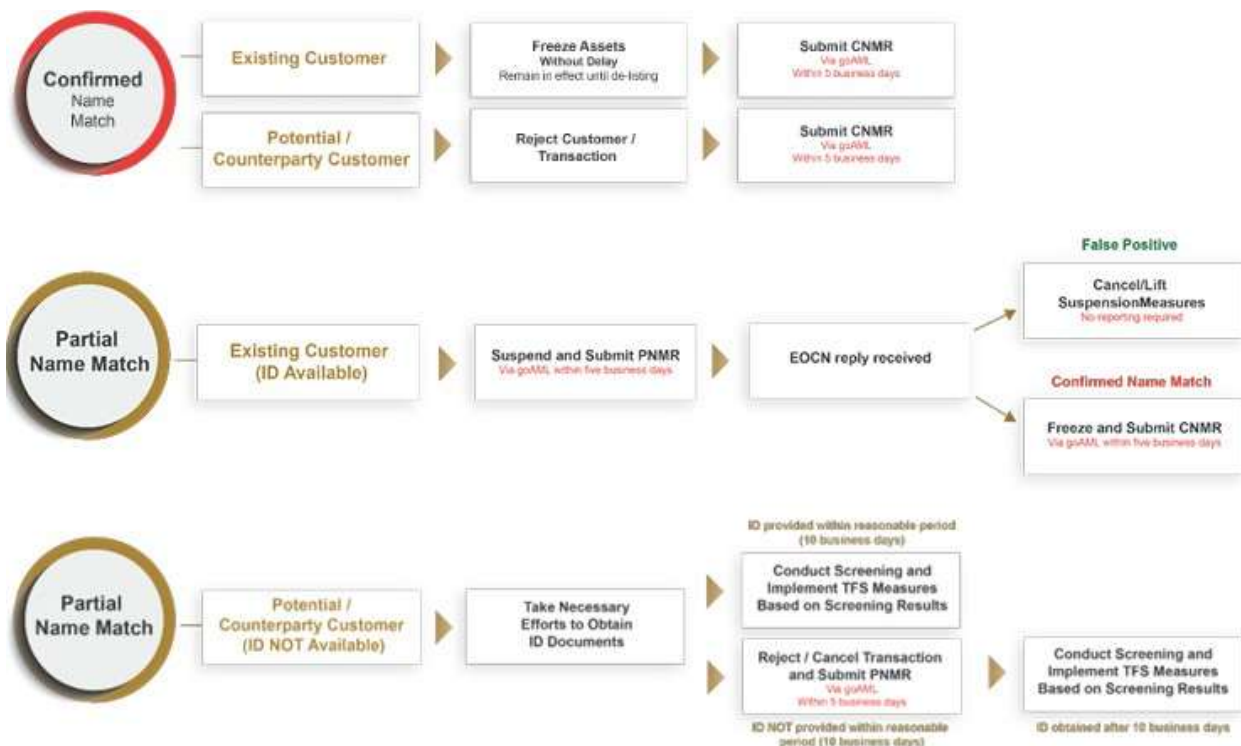 Confirmed
Name
Match
Existing Customer
Freeze Assets
Without Delay
Remain in effect until de-listing
Submit CNMR
Via goAML
Within 5 business days
Potential /
Counterparty Customer
Reject Customer /
Transaction
Submit CNMR
Via goAML
Within 5 business days
Partial
Name Match
Existing Customer
(ID Available)
Suspend and Submit PNMR
Via goAML within five business days
EOCN reply received
False Positive
Cancel/Lift
SuspensionMeasures
No reporting required
Confirmed Name Match
Freeze and Submit CNMR
Via goAML within five business days
Partial
Name Match
Potential /
Counterparty Customer
(ID NOT Available)
Take Necessary
Efforts to Obtain
ID Documents
ID provided within reasonable period
(10 business days)
Conduct Screening and
Implement TFS Measures
Based on Screening Results
Reject / Cancel Transaction
and Submit PNMR
Via goAML
Within 5 business days
ID NOT provided within reasonable
period (10 business days)
Conduct Screening and
Implement TFS Measures
Based on Screening Results
ID obtained after 10 business days